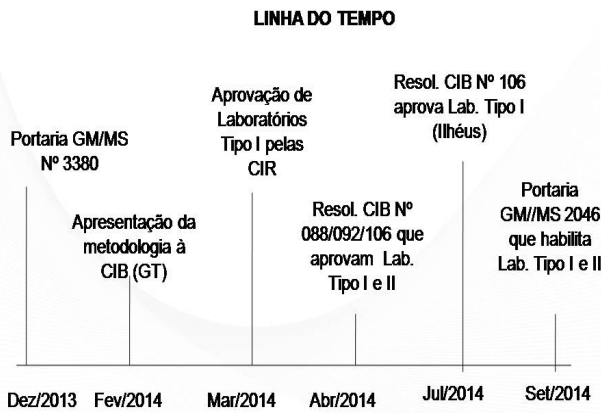 LINHA DO TEMPO
Portaria GM/MS
Nº 3380
Apresentação da
metodologia à
CIB (GT)
Aprovação de
Laboratórios
Tipo I pelas
CIR
Resol. CIB Nº
088/092/106 que
aprovam Lab.
Tipo I e II
Resol. CIB Nº 106
aprova Lab. Tipo I
(Ilhéus)
Portaria
GM//MS 2046
que habilita
Lab. Tipo I e II
Dez/2013 Fev/2014 Mar/2014 Abr/2014 Jul/2014 Set/2014